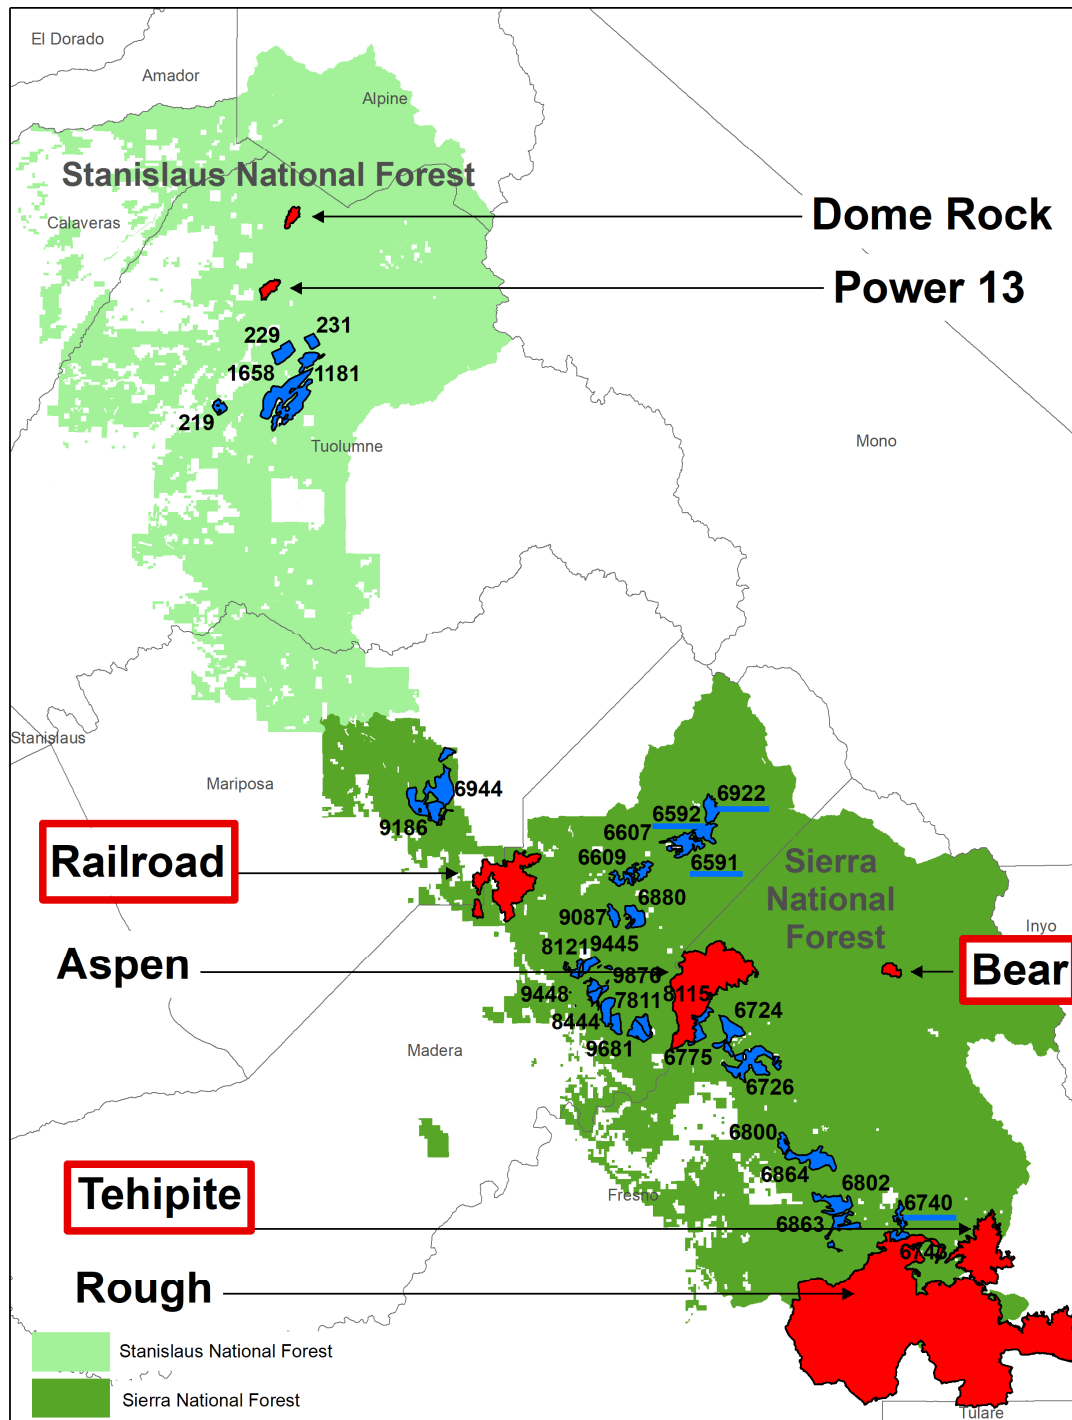 El Dorado
Amador
Alpine
Stanislaus National Forest
Calaveras
Dome Rock
Power 13
229
231
1658
1181
219
Tuolumne
Mono
Stanislaus
Mariposa
6944
9186
6922
6592
6607
6591
Railroad
6609
Sierra
National
Forest
6880
9087
Inyo
8121
9445
Aspen
9876
Bear
9448
7811
8115
8444
6724
9681
6775
Madera
6726
6800
6864
Tehipite
Fresno
6802
6740
6863
6743
Rough
Stanislaus National Forest
Sierra National Forest
Tulare